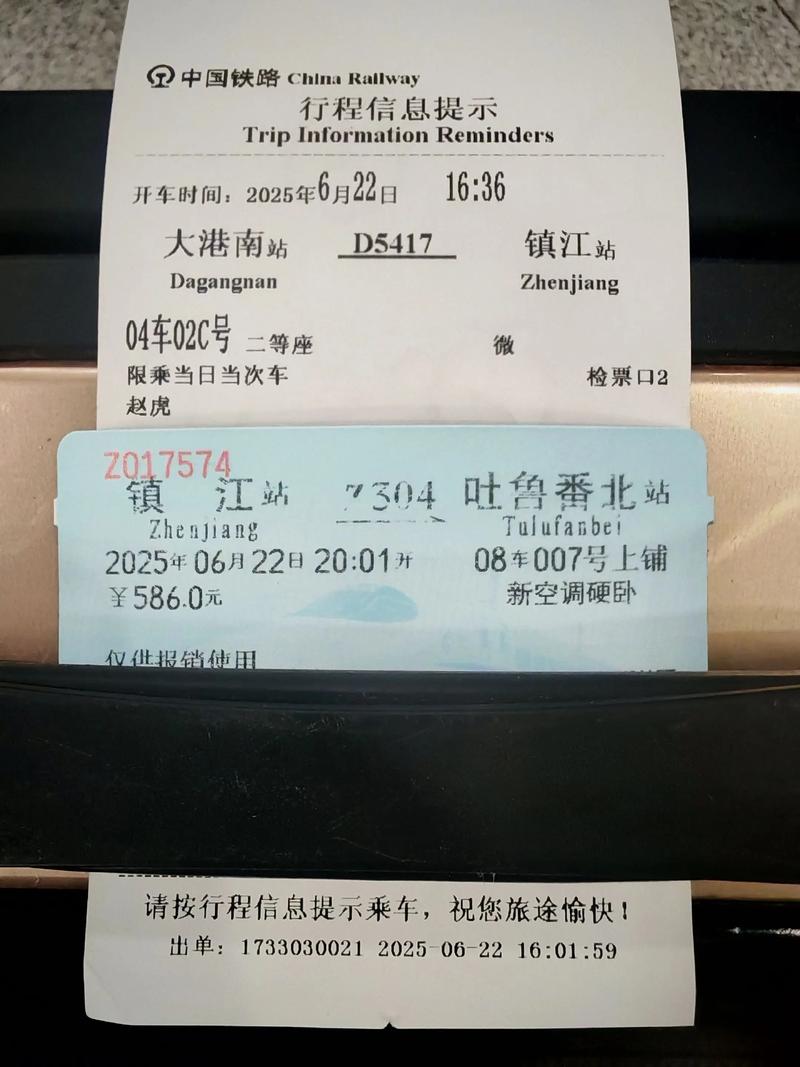 中国铁路 China Railway
行程信息提示
Trip Information Reminders
开车时间：2025年6月22日 16:36
大港南站 D5417 镇江站
Dagangnan Zhenjiang
04车02C号 二等座 微
限乘当日当次车 检票口2
赵虎
Z017574
镇江站 Z304 吐鲁番北站
Zhenjiang Tulufanbei
2025年06月22日 20:01开 08车007号上铺
￥586.0元 新空调硬卧
仅供报销使用
请按行程信息提示乘车，祝您旅途愉快！
出单：1733030021 2025-06-22 16:01:59